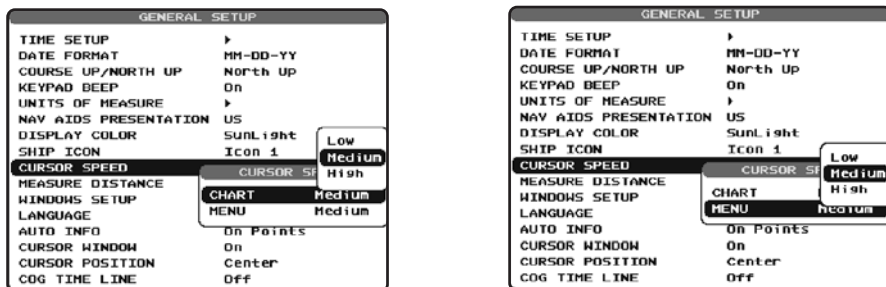 GENERAL SETUP
TIME SETUP
DATE FORMAT MM-DD-YY
COURSE UP/NORTH UP North Up
KEYPAD BEEP On
UNITS OF MEASURE
NAV AIDS PRESENTATION US
DISPLAY COLOR SunLight
SHIP ICON Icon 1
CURSOR SPEED
MEASURE DISTANCE
WINDOWS SETUP
LANGUAGE
AUTO INFO On Points
CURSOR WINDOW On
CURSOR POSITION Center
COG TIME LINE Off
CURSOR SP
CHART Medium
MENU Medium
Low
Medium
High
GENERAL SETUP
TIME SETUP
DATE FORMAT MM-DD-YY
COURSE UP/NORTH UP North Up
KEYPAD BEEP On
UNITS OF MEASURE
NAV AIDS PRESENTATION US
DISPLAY COLOR SunLight
SHIP ICON Icon 1
CURSOR SPEED
MEASURE DISTANCE
WINDOWS SETUP
LANGUAGE
AUTO INFO On Points
CURSOR WINDOW On
CURSOR POSITION Center
COG TIME LINE Off
CURSOR SP
CHART
MENU Medium
Low
Medium
High